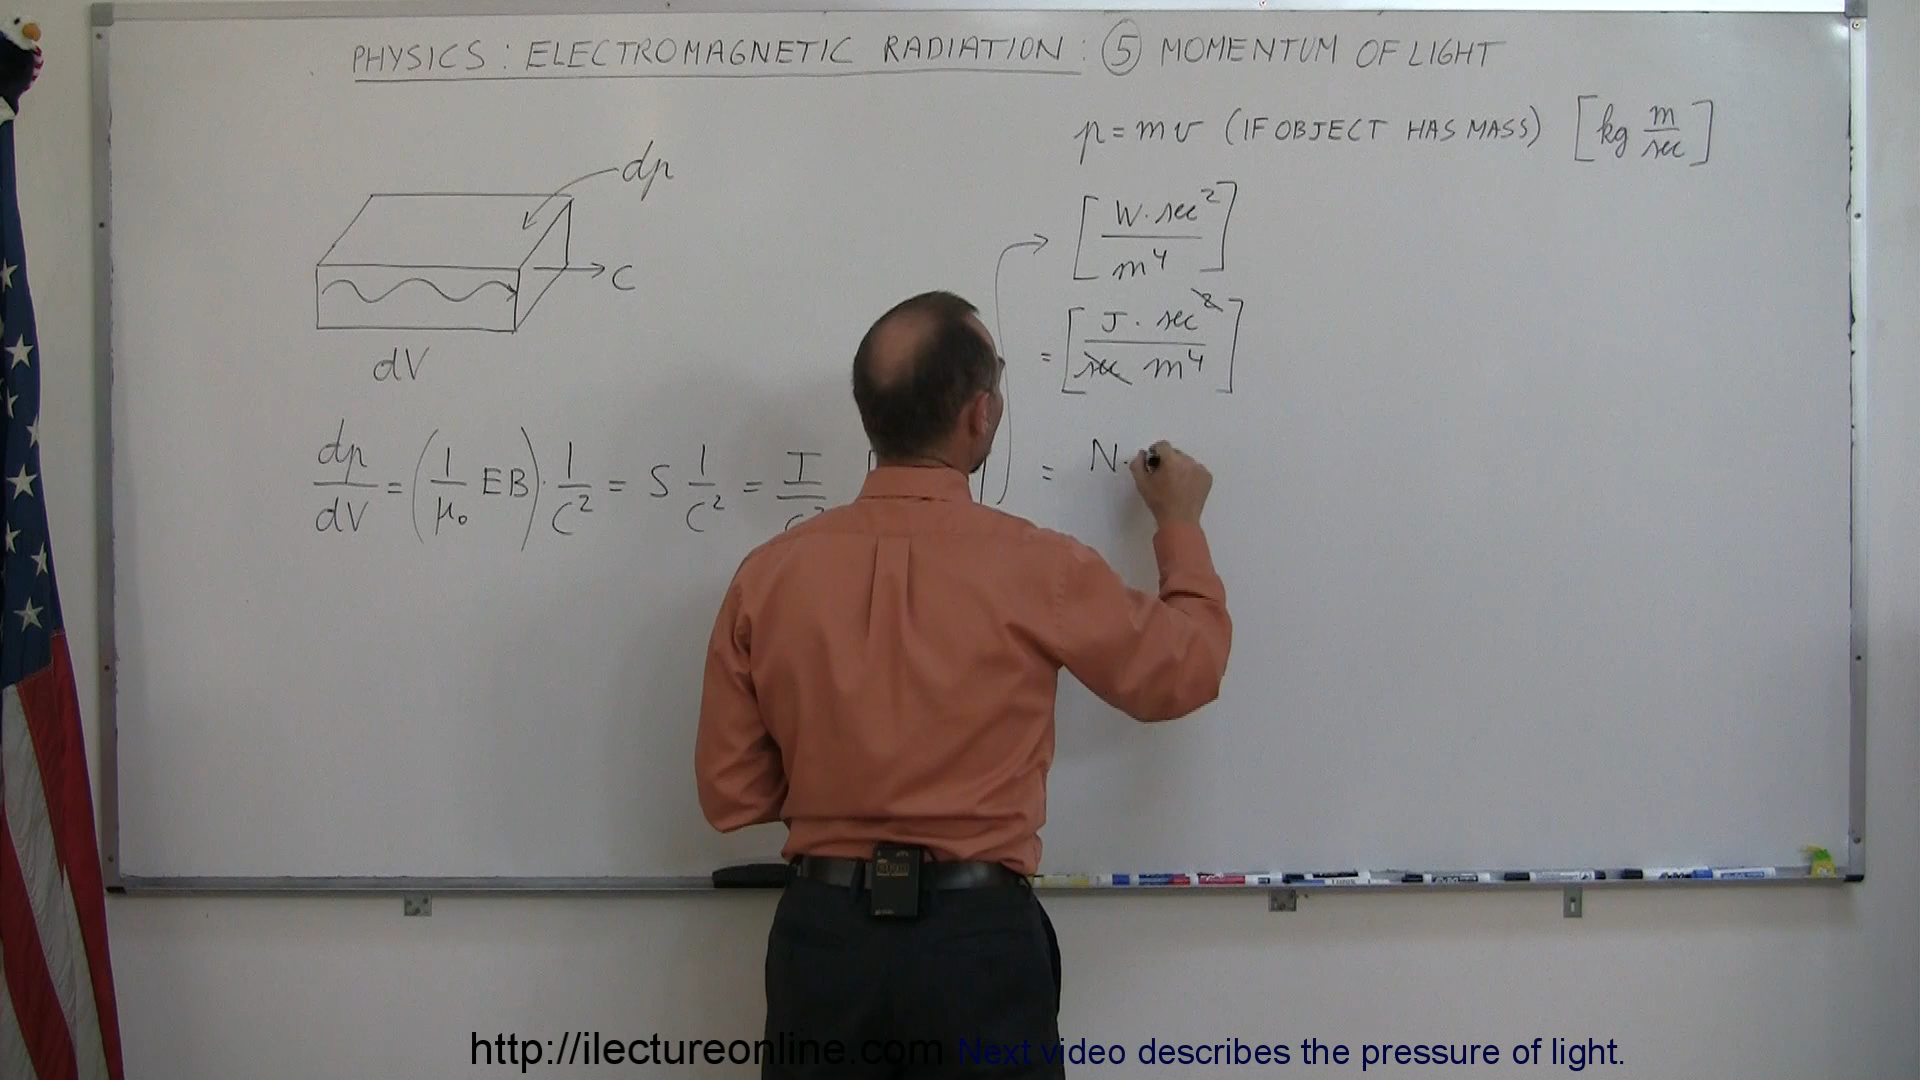 PHYSICS: ELECTROMAGNETIC RADIATION: ⑤ MOMENTUM OF LIGHT
p = mv (IF OBJECT HAS MASS) [kg m/sec]
dp
c
dV
[W·sec²/m⁴]
= [J·sec²/sec m⁴]
= N·
dp/dV = (1/μ₀ EB)·1/c² = S 1/c² = I/c²
http://ilectureonline.com Next video describes the pressure of light.